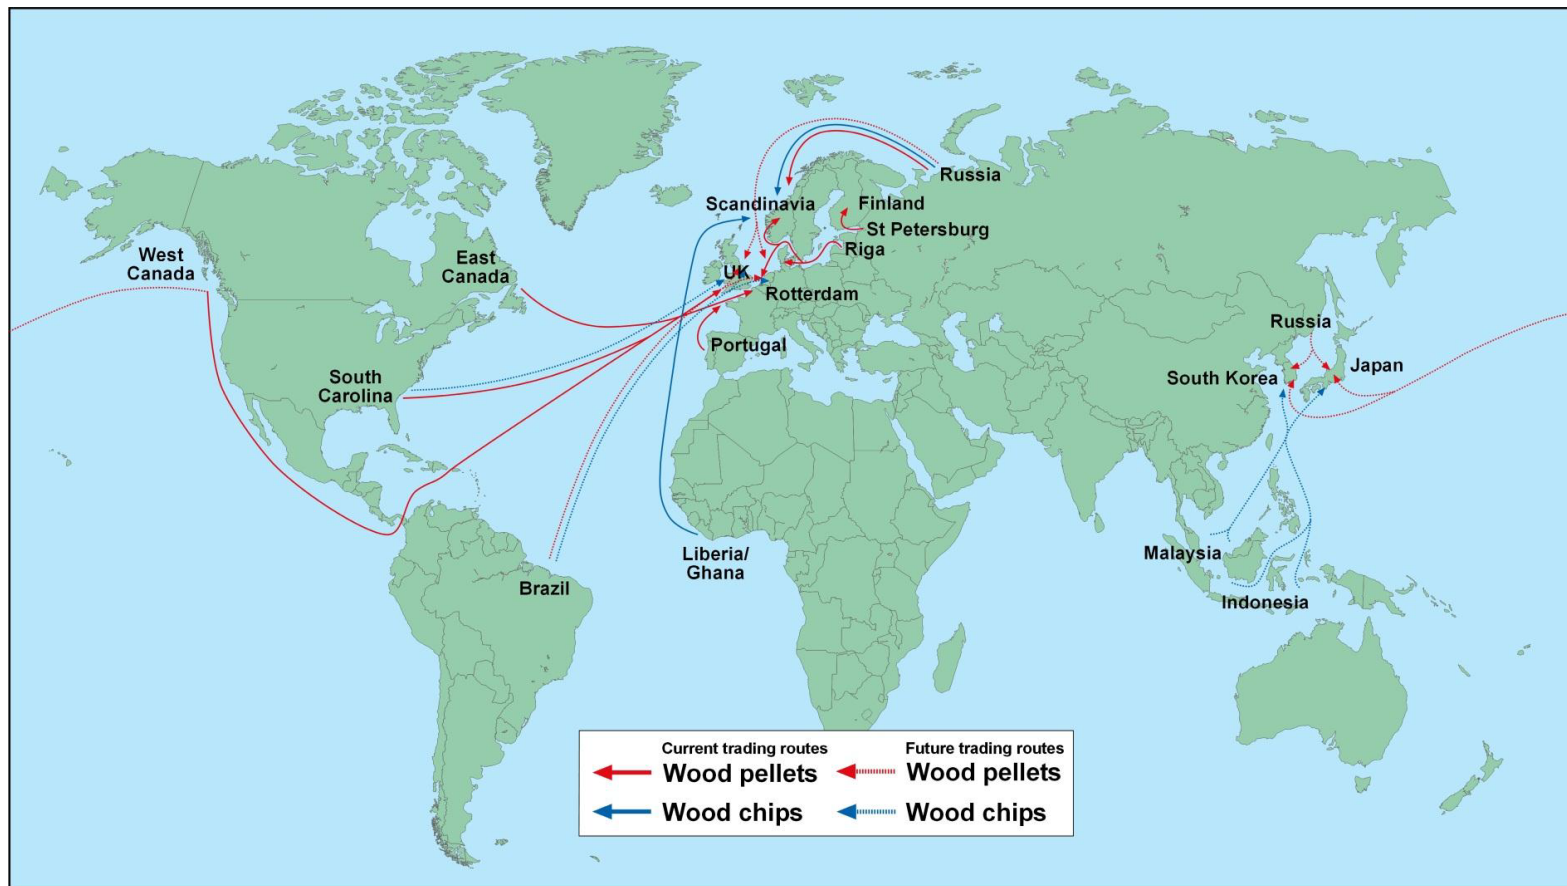 Russia
Scandinavia
Finland
St Petersburg
Riga
West
Canada
East
Canada
UK
Rotterdam
Portugal
South
Carolina
Russia
South Korea
Japan
Liberia/
Ghana
Malaysia
Brazil
Indonesia
Current trading routes
Future trading routes
Wood pellets
Wood pellets
Wood chips
Wood chips